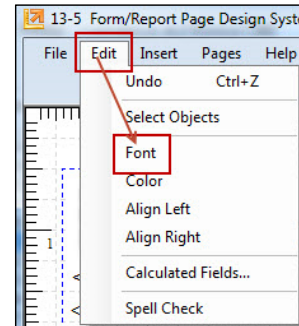 13-5 Form/Report Page Design Syst
File Edit Insert Pages Help
Undo Ctrl+Z
Select Objects
Font
Color
Align Left
Align Right
1
Calculated Fields...
<
Spell Check
<